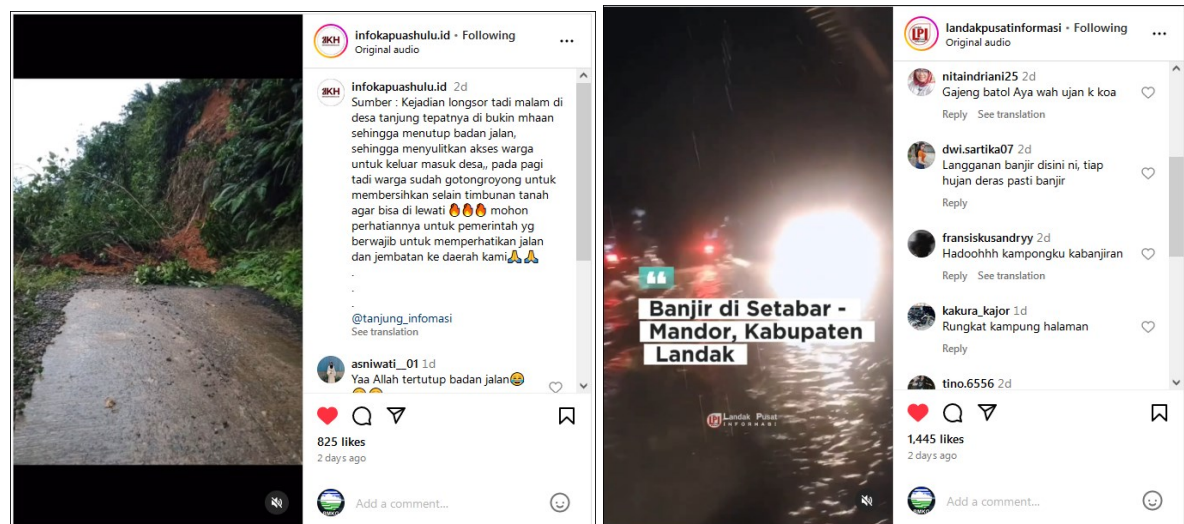 infokapuashulu.id • Following
Original audio
infokapuashulu.id 2d
Sumber : Kejadian longsor tadi malam di
desa tanjung tepatnya di bukin mhaan
sehingga menutup badan jalan,
sehingga menyulitkan akses warga
untuk keluar masuk desa,, pada pagi
tadi warga sudah gotongroyong untuk
membersihkan selain timbunan tanah
agar bisa di lewati 🔥🔥🔥 mohon
perhatiannya untuk pemerintah yg
berwajib untuk memperhatikan jalan
dan jembatan ke daerah kami🙏🙏
.
.
.
@tanjung_infomasi
See translation
asniwati__01 1d
Yaa Allah tertutup badan jalan😂
825 likes
2 days ago
Add a comment...
landakpusatinformasi • Following
Original audio
nitaindriani25 2d
Gajeng batol Aya wah ujan k koa
Reply See translation
dwi.sartika07 2d
Langganan banjir disini ni, tiap
hujan deras pasti banjir
Reply
fransiskusandryy 2d
Hadoohhh kampongku kabanjiran
Reply See translation
kakura_kajor 1d
Rungkat kampung halaman
Reply
tino.6556 2d
1,445 likes
2 days ago
Add a comment...
Banjir di Setabar -
Mandor, Kabupaten
Landak
LPI Landak Pusat
INFORMASI